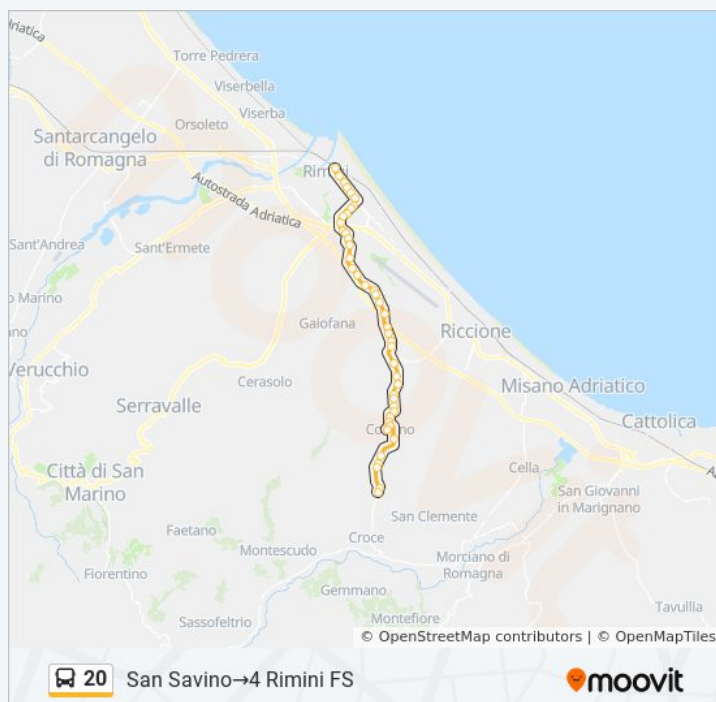 driatica
Torre Pedrera
Viserbella
Viserba
Orsoleto
Santarcangelo
di Romagna
Rimini
Autostrada Adriatica
Sant'Andrea
Sant'Ermete
o Marino
Gaiofana
Riccione
Verucchio
Cerasolo
Misano Adriatico
Serravalle
Cattolica
Città di San
Marino
Cella
A
San Giovanni
in Marignano
Faetano
San Clemente
Montescudo
Croce
Morciano di
Romagna
Fiorentino
Gemmano
Sassofeltrio
Montefiore
Tavullia
© OpenStreetMap contributors | © OpenMapTiles
20 San Savino→4 Rimini FS
moovit